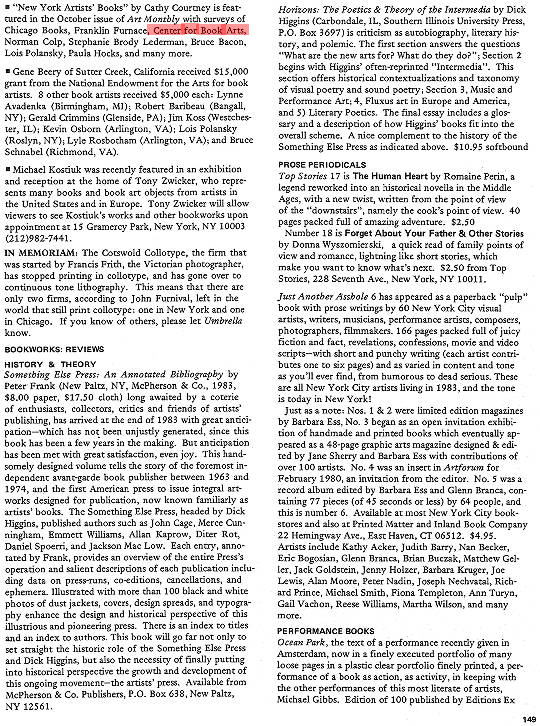 ▪ "New York Artists' Books" by Cathy Courney is feat-
tured in the October issue of Art Monthly with surveys of
Chicago Books, Franklin Furnace, Center for Book Arts,
Norman Colp, Stephanie Brody Lederman, Bruce Bacon,
Lois Polansky, Paula Hocks, and many more.
▪ Gene Beery of Sutter Creek, California received $15,000
grant from the National Endowment for the Arts for book
artists. 8 other book artists received $5,000 each: Lynne
Avadenka (Birmingham, MI); Robert Baribeau (Bangall,
NY); Gerald Crimmins (Glenside, PA); Jim Koss (Westches-
ter, IL); Kevin Osborn (Arlington, VA); Lois Polansky
(Roslyn, NY); Lyle Rosbotham (Arlington, VA); and Bruce
Schnabel (Richmond, VA).
▪ Michael Kostiuk was recently featured in an exhibition
and reception at the home of Tony Zwicker, who repre-
sents many books and book art objects from artists in
the United States and in Europe. Tony Zwicker will allow
viewers to see Kostiuk's works and other bookworks upon
appointment at 15 Gramercy Park, New York, NY 10003
(212)982-7441.
IN MEMORIAM: The Cotswold Collotype, the firm that
was started by Francis Frith, the Victorian photographer,
has stopped printing in collotype, and has gone over to
continuous tone lithography. This means that there are
only two firms, according to John Furnival, left in the
world that still print collotype: one in New York and one
in Chicago. If you know of others, please let Umbrella
know.
BOOKWORKS: REVIEWS
HISTORY & THEORY
Something Else Press: An Annotated Bibliography by
Peter Frank (New Paltz, NY, McPherson & Co., 1983,
$8.00 paper, $17.50 cloth) long awaited by a coterie
of enthusiasts, collectors, critics and friends of artists'
publishing, has arrived at the end of 1983 with great antici-
pation—which has not been unjustly generated, since this
book has been a few years in the making. But anticipation
has been met with great satisfaction, even joy. This hand-
somely designed volume tells the story of the foremost in-
dependent avant-garde book publisher between 1963 and
1974, and the first American press to issue integral art-
works designed for publication, now known familiarly as
artists' books. The Something Else Press, headed by Dick
Higgins, published authors such as John Cage, Merce Cun-
ningham, Emmett Williams, Allan Kaprow, Diter Rot,
Daniel Spoerri, and Jackson Mac Low. Each entry, anno-
tated by Frank, provides an overview of the entire Press's
operation and salient descriptions of each publication inclu-
ding data on press-runs, co-editions, cancellations, and
ephemera. Illustrated with more than 100 black and white
photos of dust jackets, covers, design spreads, and typogra-
phy enhance the design and historical perspective of this
illustrious and pioneering press. There is an index to titles
and an index to authors. This book will go far not only to
set straight the historic role of the Something Else Press
and Dick Higgins, but also the necessity of finally putting
into historical perspective the growth and development of
this ongoing movement—the artists' press. Available from
McPherson & Co. Publishers, P.O. Box 638, New Paltz,
NY 12561.
Horizons: The Poetics & Theory of the Intermedia by Dick
Higgins (Carbondale, IL, Southern Illinois University Press,
P.O. Box 3697) is criticism as autobiography, literary his-
tory, and polemic. The first section answers the questions
"What are the new arts for? What do they do?"; Section 2
begins with Higgins' often-reprinted "Intermedia". This
section offers historical contextualizations and taxonomy
of visual poetry and sound poetry; Section 3, Music and
Performance Art; 4, Fluxus art in Europe and America,
and 5) Literary Poetics. The final essay includes a glos-
sary and a description of how Higgins' books fit into the
overall scheme. A nice complement to the history of the
Something Else Press as indicated above. $10.95 softbound
PROSE PERIODICALS
Top Stories 17 is The Human Heart by Romaine Perin, a
legend reworked into an historical novella in the Middle
Ages, with a new twist, written from the point of view
of the "downstairs", namely the cook's point of view. 40
pages packed full of amazing adventure. $2.50
Number 18 is Forget About Your Father & Other Stories
by Donna Wyszomierski, a quick read of family points of
view and romance, lightning like short stories, which
make you want to know what's next. $2.50 from Top
Stories, 228 Seventh Ave., New York, NY 10011.
Just Another Asshole 6 has appeared as a paperback "pulp"
book with prose writings by 60 New York City visual
artists, writers, musicians, performance artists, composers,
photographers, filmmakers. 166 pages packed full of juicy
fiction and fact, revelations, confessions, movie and video
scripts—with short and punchy writing (each artist contri-
butes one to six pages) and as varied in content and tone
as you'll ever find, from humorous to dead serious. These
are all New York City artists living in 1983, and the tone
is today in New York!
Just as a note: Nos. 1 & 2 were limited edition magazines
by Barbara Ess, No. 3 began as an open invitation exhibi-
tion of handmade and printed books which eventually ap-
peared as a 48-page graphic arts magazine designed & edi-
ted by Jane Sherry and Barbara Ess with contributions of
over 100 artists. No. 4 was an insert in Artforum for
February 1980, an invitation from the editor. No. 5 was a
record album edited by Barbara Ess and Glenn Branca, con-
taining 77 pieces (of 45 seconds or less) by 64 people, and
this is number 6. Available at most New York City book-
stores and also at Printed Matter and Inland Book Company
22 Hemingway Ave., East Haven, CT 06512. $4.95.
Artists include Kathy Acker, Judith Barry, Nan Becker,
Eric Bogosian, Glenn Branca, Brian Buczak, Matthew Gel-
ler, Jack Goldstein, Jenny Holzer, Barbara Kruger, Joe
Lewis, Alan Moore, Peter Nadin, Joseph Nechvatal, Rich-
ard Prince, Michael Smith, Fiona Templeton, Ann Turyn,
Gail Vachon, Reese Williams, Martha Wilson, and many
more.
PERFORMANCE BOOKS
Ocean Park, the text of a performance recently given in
Amsterdam, now in a finely executed portfolio of many
loose pages in a plastic clear portfolio finely printed, a per-
formance of a book as action, as activity, in keeping with
the other performances of this most literate of artists,
Michael Gibbs. Edition of 100 published by Editions Ex
149